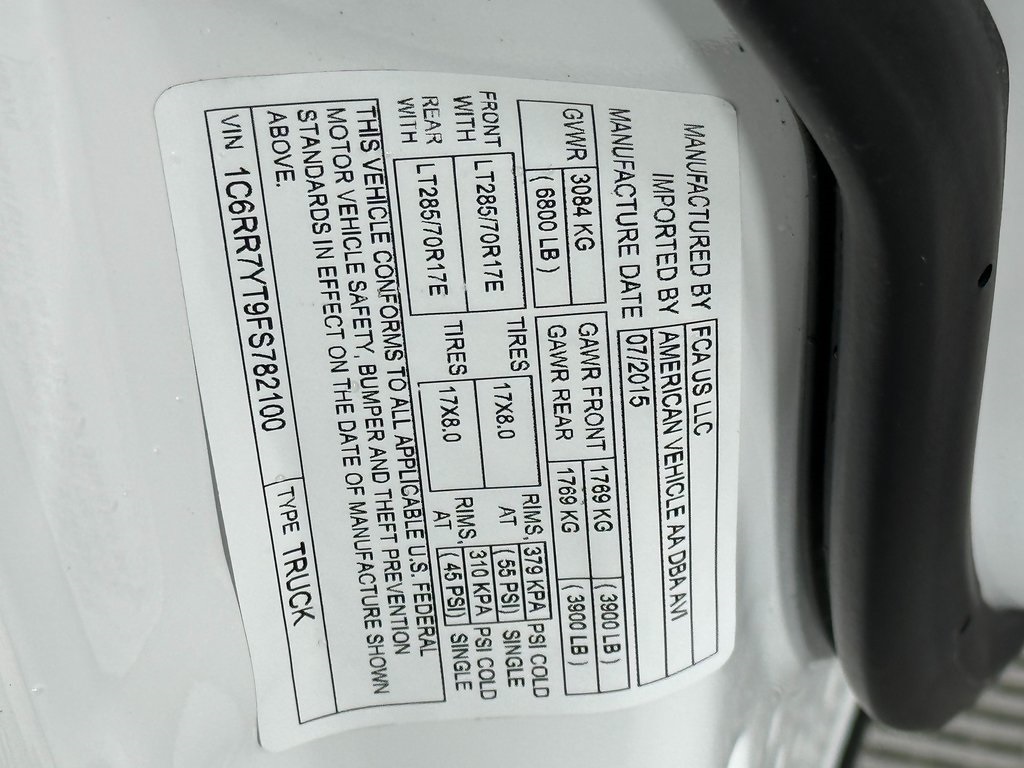 MANUFACTURED BY FCA US LLC
IMPORTED BY AMERICAN VEHICLE AA DBA AVI
MANUFACTURE DATE 07/2015
GVWR 3084 KG GAWR FRONT 1769 KG ( 3900 LB )
( 6800 LB ) GAWR REAR 1769 KG ( 3900 LB )
FRONT WITH LT285/70R17E TIRES 17X8.0 RIMS, AT 379 KPA ( 55 PSI) PSI COLD SINGLE
REAR WITH LT285/70R17E TIRES 17X8.0 RIMS, AT 310 KPA ( 45 PSI) PSI COLD SINGLE
THIS VEHICLE CONFORMS TO ALL APPLICABLE U.S. FEDERAL
MOTOR VEHICLE SAFETY, BUMPER AND THEFT PREVENTION
STANDARDS IN EFFECT ON THE DATE OF MANUFACTURE SHOWN
ABOVE.
VIN 1C6RR7YT9FS782100 TYPE TRUCK